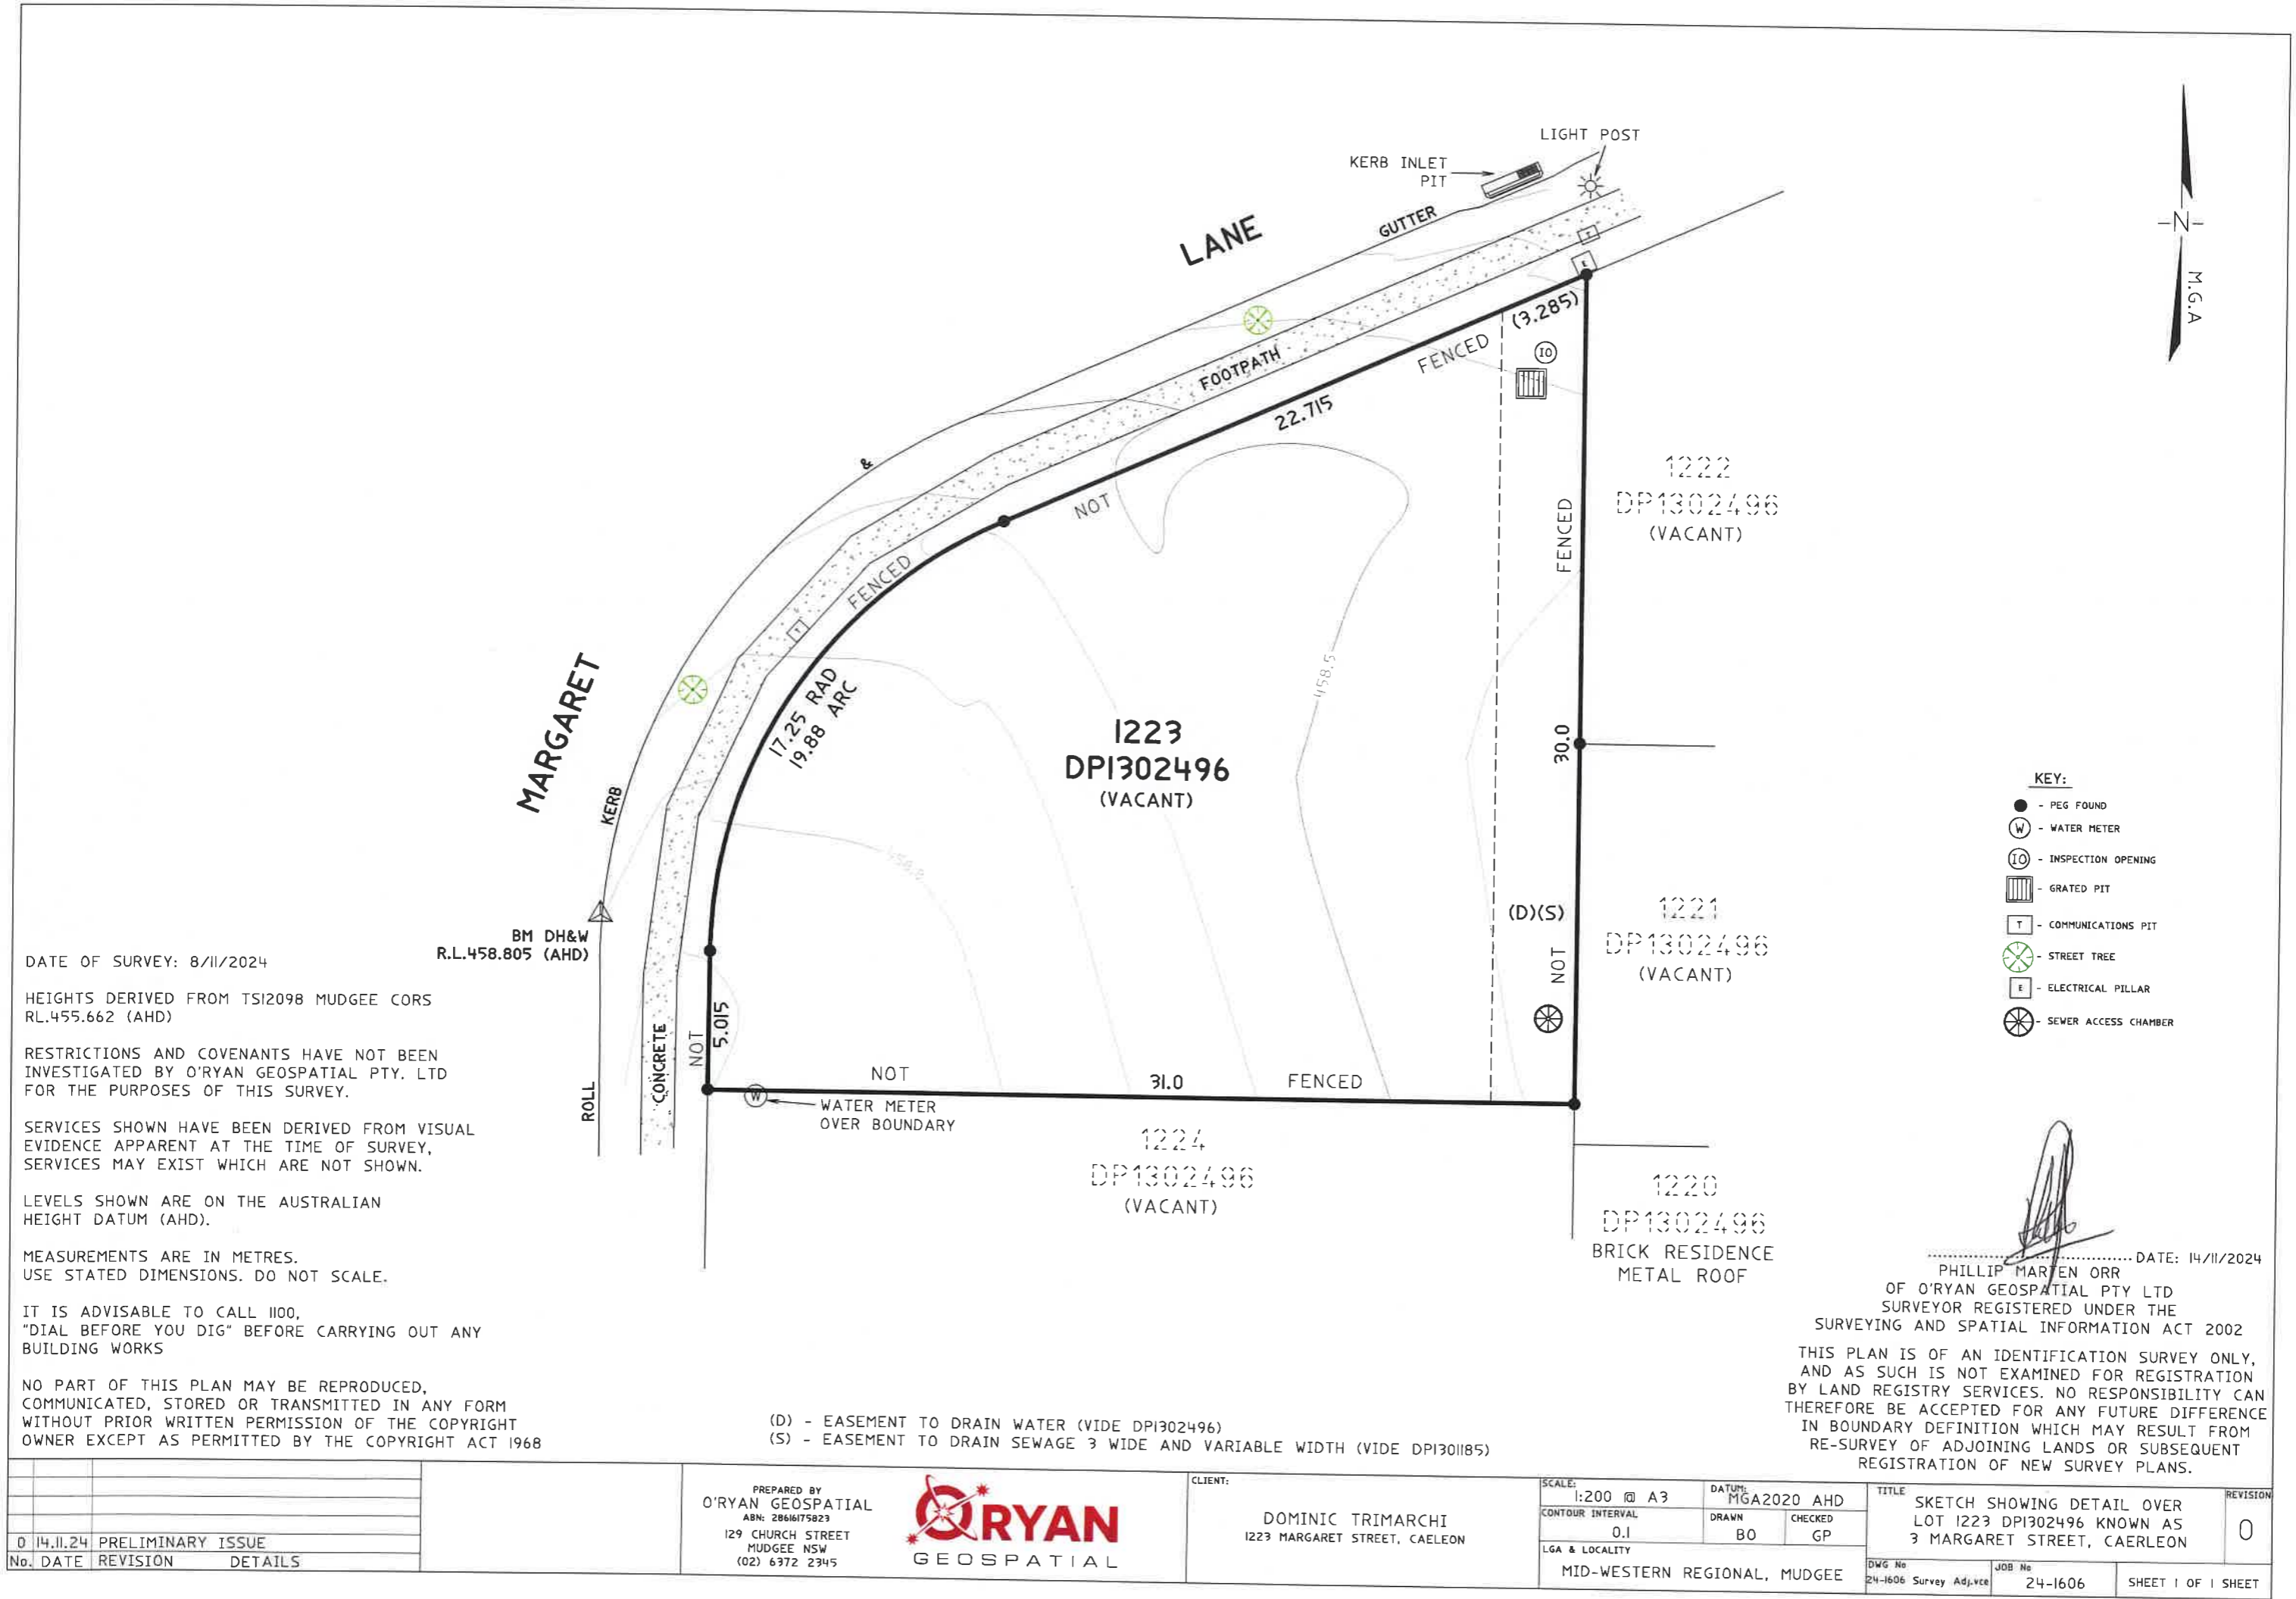 LIGHT POST
KERB INLET
PIT
LANE
GUTTER
T
E
-N-
M.G.A
(3.285)
FENCED
IO
FOOTPATH
22.715
&
NOT
1222
DP1302496
(VACANT)
FENCED
FENCED
T
MARGARET
17.25 RAD
19.88 ARC
458.5
1223
DP1302496
(VACANT)
30.0
KERB
KEY:
- PEG FOUND
W - WATER METER
IO - INSPECTION OPENING
- GRATED PIT
T - COMMUNICATIONS PIT
- STREET TREE
E - ELECTRICAL PILLAR
- SEWER ACCESS CHAMBER
(D)(S)
1221
DP1302496
(VACANT)
NOT
BM DH&W
R.L.458.805 (AHD)
DATE OF SURVEY: 8/11/2024
HEIGHTS DERIVED FROM TS12098 MUDGEE CORS
RL.455.662 (AHD)
RESTRICTIONS AND COVENANTS HAVE NOT BEEN
INVESTIGATED BY O'RYAN GEOSPATIAL PTY. LTD
FOR THE PURPOSES OF THIS SURVEY.
SERVICES SHOWN HAVE BEEN DERIVED FROM VISUAL
EVIDENCE APPARENT AT THE TIME OF SURVEY,
SERVICES MAY EXIST WHICH ARE NOT SHOWN.
LEVELS SHOWN ARE ON THE AUSTRALIAN
HEIGHT DATUM (AHD).
MEASUREMENTS ARE IN METRES.
USE STATED DIMENSIONS. DO NOT SCALE.
IT IS ADVISABLE TO CALL 1100,
"DIAL BEFORE YOU DIG" BEFORE CARRYING OUT ANY
BUILDING WORKS
NO PART OF THIS PLAN MAY BE REPRODUCED,
COMMUNICATED, STORED OR TRANSMITTED IN ANY FORM
WITHOUT PRIOR WRITTEN PERMISSION OF THE COPYRIGHT
OWNER EXCEPT AS PERMITTED BY THE COPYRIGHT ACT 1968
ROLL
CONCRETE
NOT
5.015
NOT
31.0
FENCED
W
WATER METER
OVER BOUNDARY
1224
DP1302496
(VACANT)
1220
DP1302496
BRICK RESIDENCE
METAL ROOF
DATE: 14/11/2024
PHILLIP MARTEN ORR
OF O'RYAN GEOSPATIAL PTY LTD
SURVEYOR REGISTERED UNDER THE
SURVEYING AND SPATIAL INFORMATION ACT 2002
THIS PLAN IS OF AN IDENTIFICATION SURVEY ONLY,
AND AS SUCH IS NOT EXAMINED FOR REGISTRATION
BY LAND REGISTRY SERVICES. NO RESPONSIBILITY CAN
THEREFORE BE ACCEPTED FOR ANY FUTURE DIFFERENCE
IN BOUNDARY DEFINITION WHICH MAY RESULT FROM
RE-SURVEY OF ADJOINING LANDS OR SUBSEQUENT
REGISTRATION OF NEW SURVEY PLANS.
(D) - EASEMENT TO DRAIN WATER (VIDE DP1302496)
(S) - EASEMENT TO DRAIN SEWAGE 3 WIDE AND VARIABLE WIDTH (VIDE DP1301185)
0 14.11.24 PRELIMINARY ISSUE
No. DATE REVISION DETAILS
PREPARED BY
O'RYAN GEOSPATIAL
ABN: 28616175823
129 CHURCH STREET
MUDGEE NSW
(02) 6372 2345
ORYAN
GEOSPATIAL
CLIENT:
DOMINIC TRIMARCHI
1223 MARGARET STREET, CAELEON
SCALE:
1:200 @ A3
DATUM:
MGA2020 AHD
CONTOUR INTERVAL
0.1
DRAWN
BO
CHECKED
GP
LGA & LOCALITY
MID-WESTERN REGIONAL, MUDGEE
TITLE
SKETCH SHOWING DETAIL OVER
LOT 1223 DP1302496 KNOWN AS
3 MARGARET STREET, CAERLEON
REVISION
0
DWG No
24-1606 Survey Adj.vce
JOB No
24-1606
SHEET 1 OF 1 SHEET